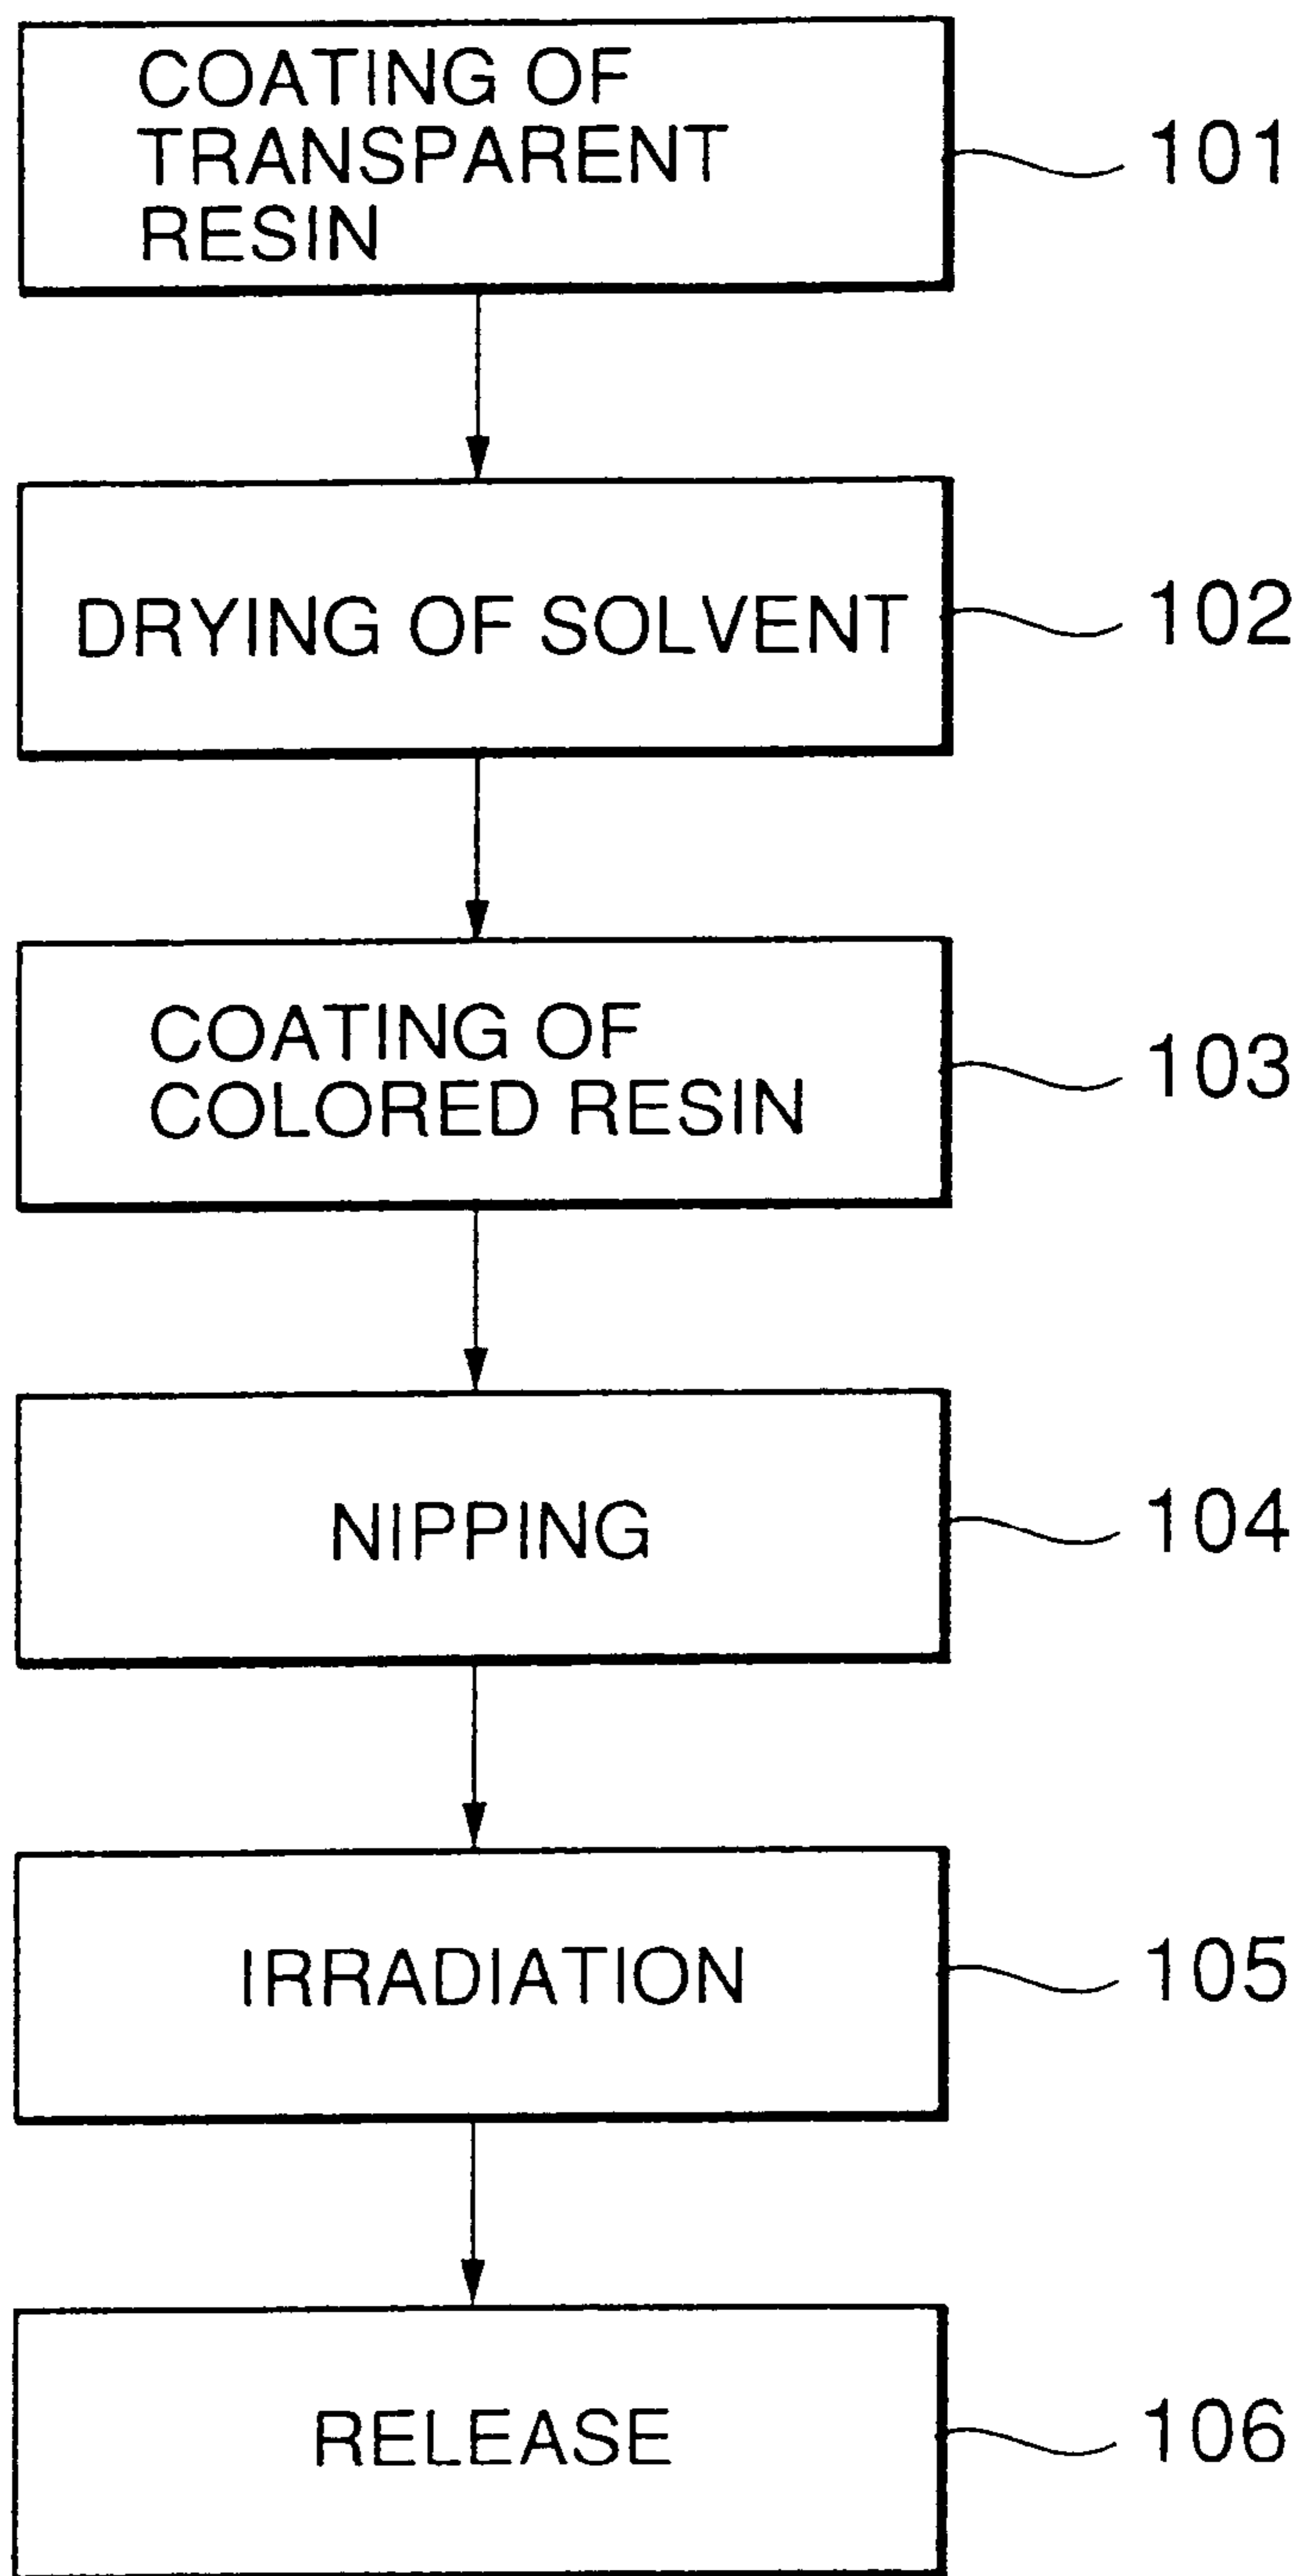 COATING OF
TRANSPARENT
RESIN
101
DRYING OF SOLVENT
102
COATING OF
COLORED RESIN
103
NIPPING
104
IRRADIATION
105
RELEASE
106